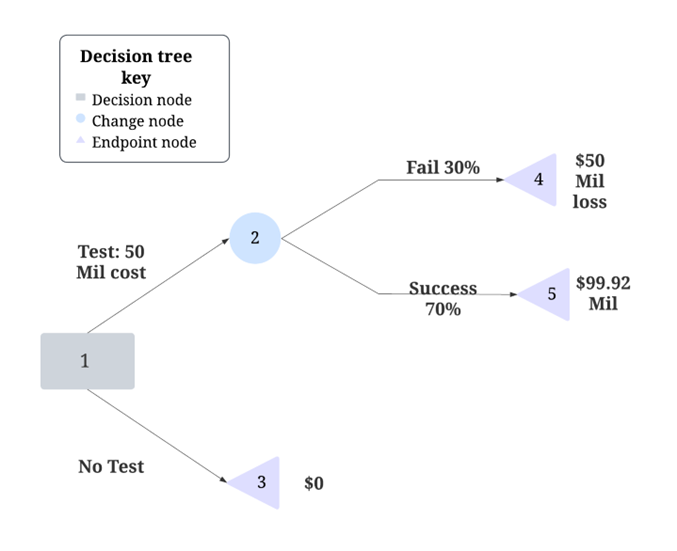 Decision tree
key
Decision node
Change node
Endpoint node
Fail 30%
4
$50
Mil
loss
2
Test: 50
Mil cost
Success
70%
5
$99.92
Mil
1
No Test
3
$0